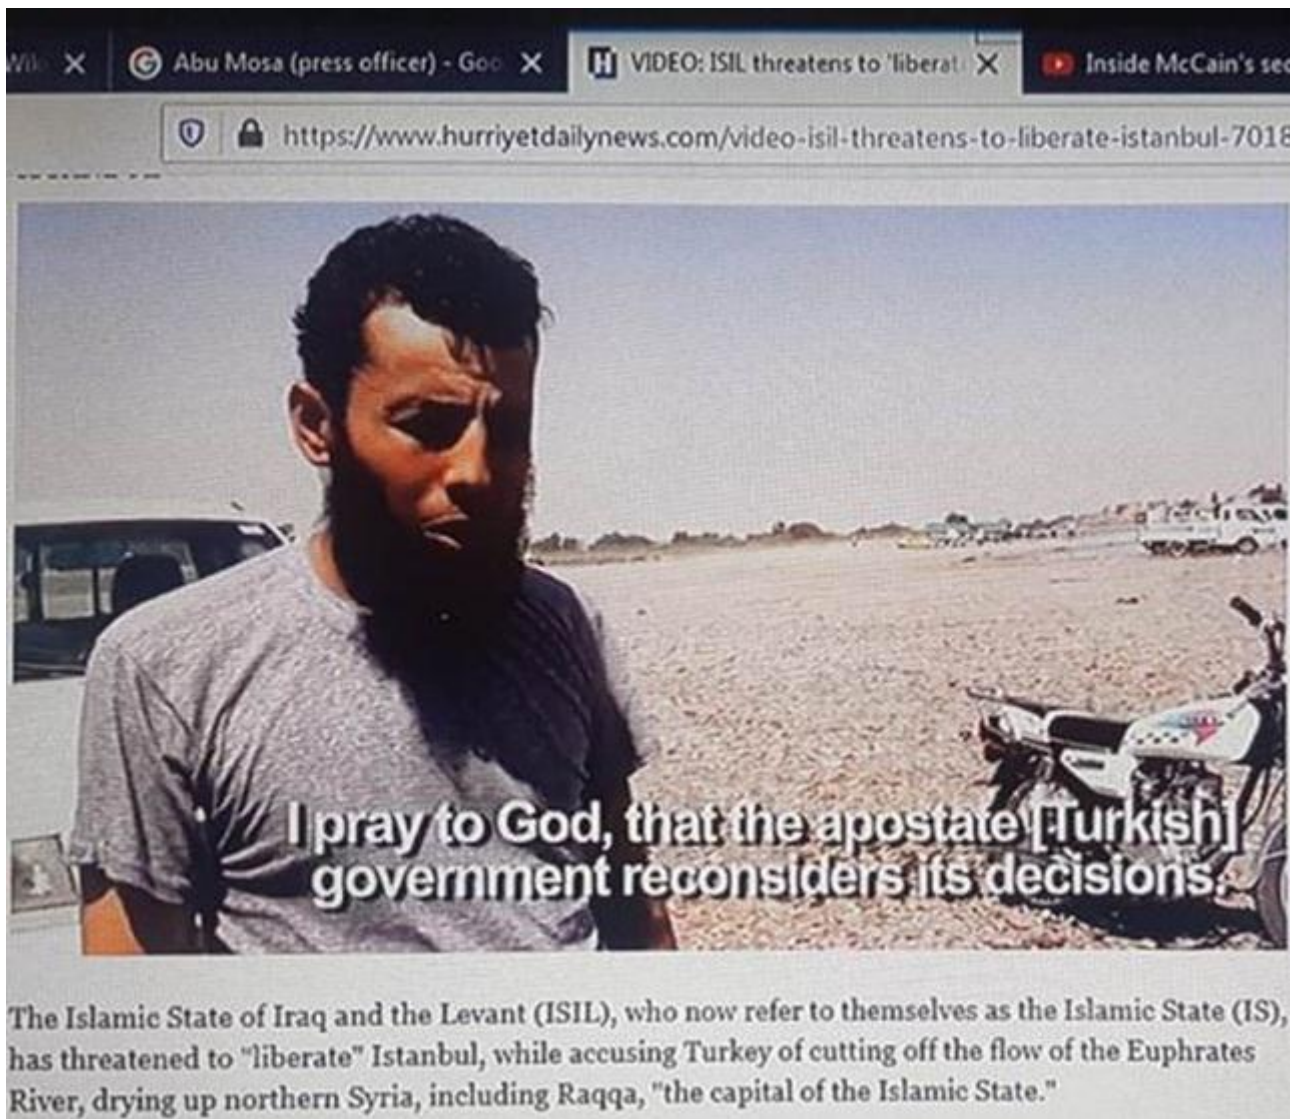 Wiki
Abu Mosa (press officer) - Goo
VIDEO: ISIL threatens to 'liberat
Inside McCain's sec
https://www.hurriyetdailynews.com/video-isil-threatens-to-liberate-istanbul-7018
I pray to God, that the apostate [Turkish]
government reconsiders its decisions.
The Islamic State of Iraq and the Levant (ISIL), who now refer to themselves as the Islamic State (IS),
has threatened to "liberate" Istanbul, while accusing Turkey of cutting off the flow of the Euphrates
River, drying up northern Syria, including Raqqa, "the capital of the Islamic State."